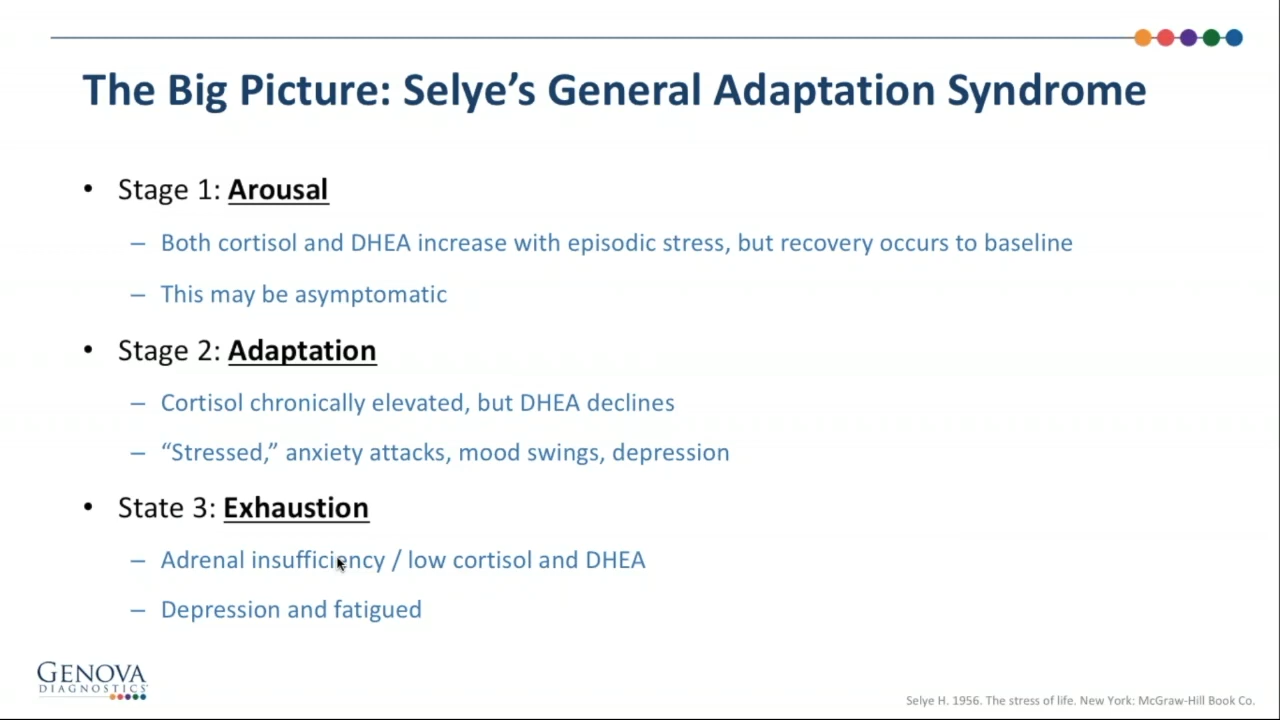 The Big Picture: Selye’s General Adaptation Syndrome
• Stage 1: Arousal
– Both cortisol and DHEA increase with episodic stress, but recovery occurs to baseline
– This may be asymptomatic
• Stage 2: Adaptation
– Cortisol chronically elevated, but DHEA declines
– “Stressed,” anxiety attacks, mood swings, depression
• State 3: Exhaustion
– Adrenal insufficiency / low cortisol and DHEA
– Depression and fatigued
GENOVA
DIAGNOSTICS
Selye H. 1956. The stress of life. New York: McGraw-Hill Book Co.